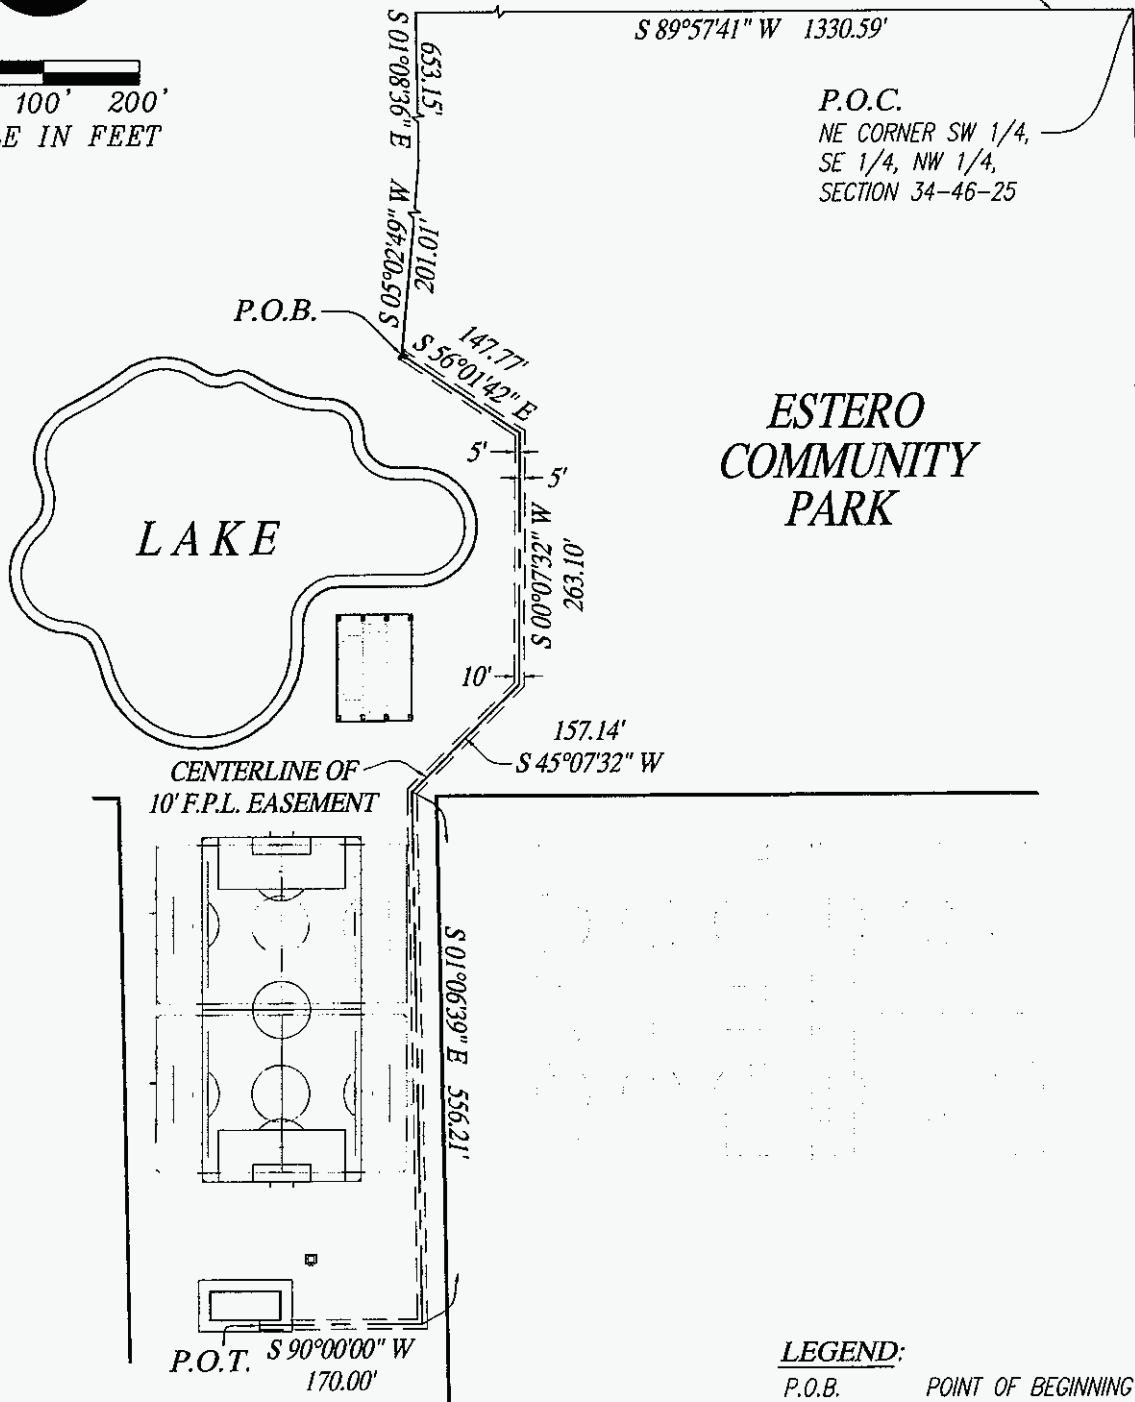 S 89°57'41" W 1330.59'
S 01°08'36" E 653.15'
100' 200'
E IN FEET
P.O.C.
NE CORNER SW 1/4,
SE 1/4, NW 1/4,
SECTION 34-46-25
S 05°02'49" W 201.01'
P.O.B.
147.77'
S 56°01'42" E
ESTERO
COMMUNITY
PARK
5'
5'
LAKE
S 00°07'32" W
263.10'
10'
157.14'
S 45°07'32" W
CENTERLINE OF
10' F.P.L. EASEMENT
S 01°06'39" E 556.21'
P.O.T.
S 90°00'00" W
170.00'
LEGEND:
P.O.B. POINT OF BEGINNING